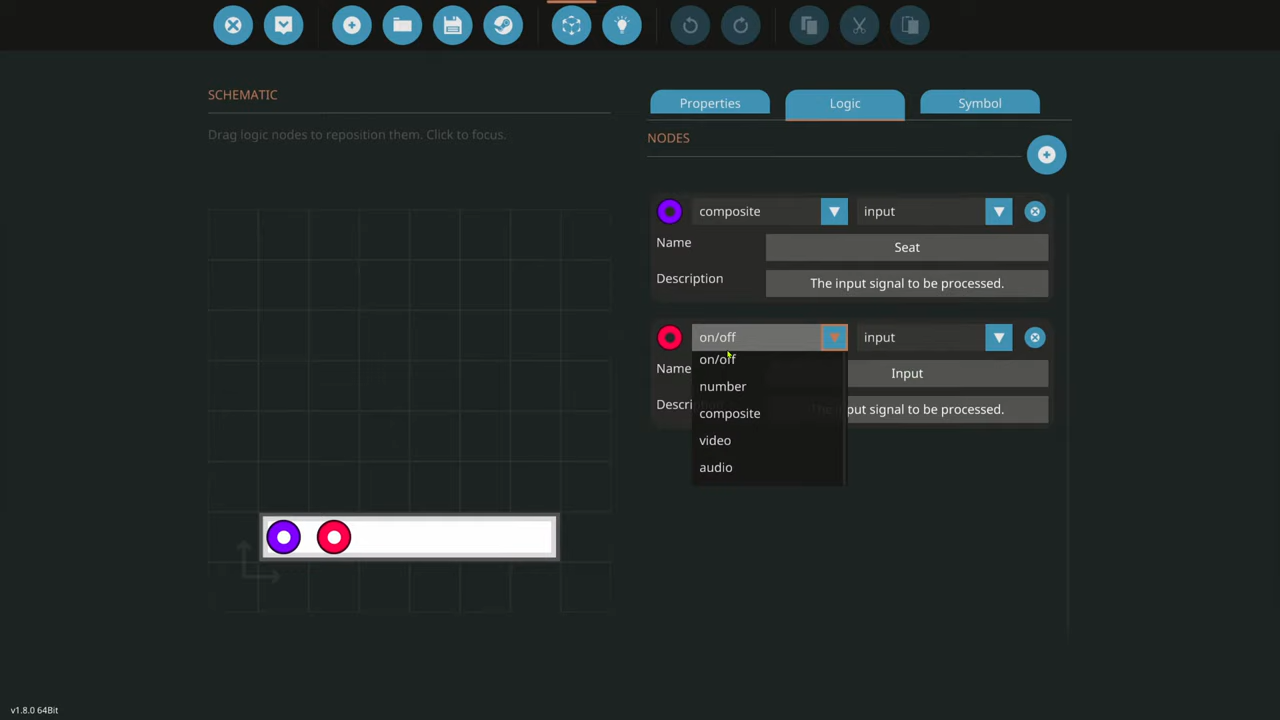 SCHEMATIC
Drag logic nodes to reposition them. Click to focus.
Properties
Logic
Symbol
NODES
composite
input
Name
Seat
Description
The input signal to be processed.
on/off
input
Name
Input
on/off
number
composite
video
audio
v1.8.0 64Bit